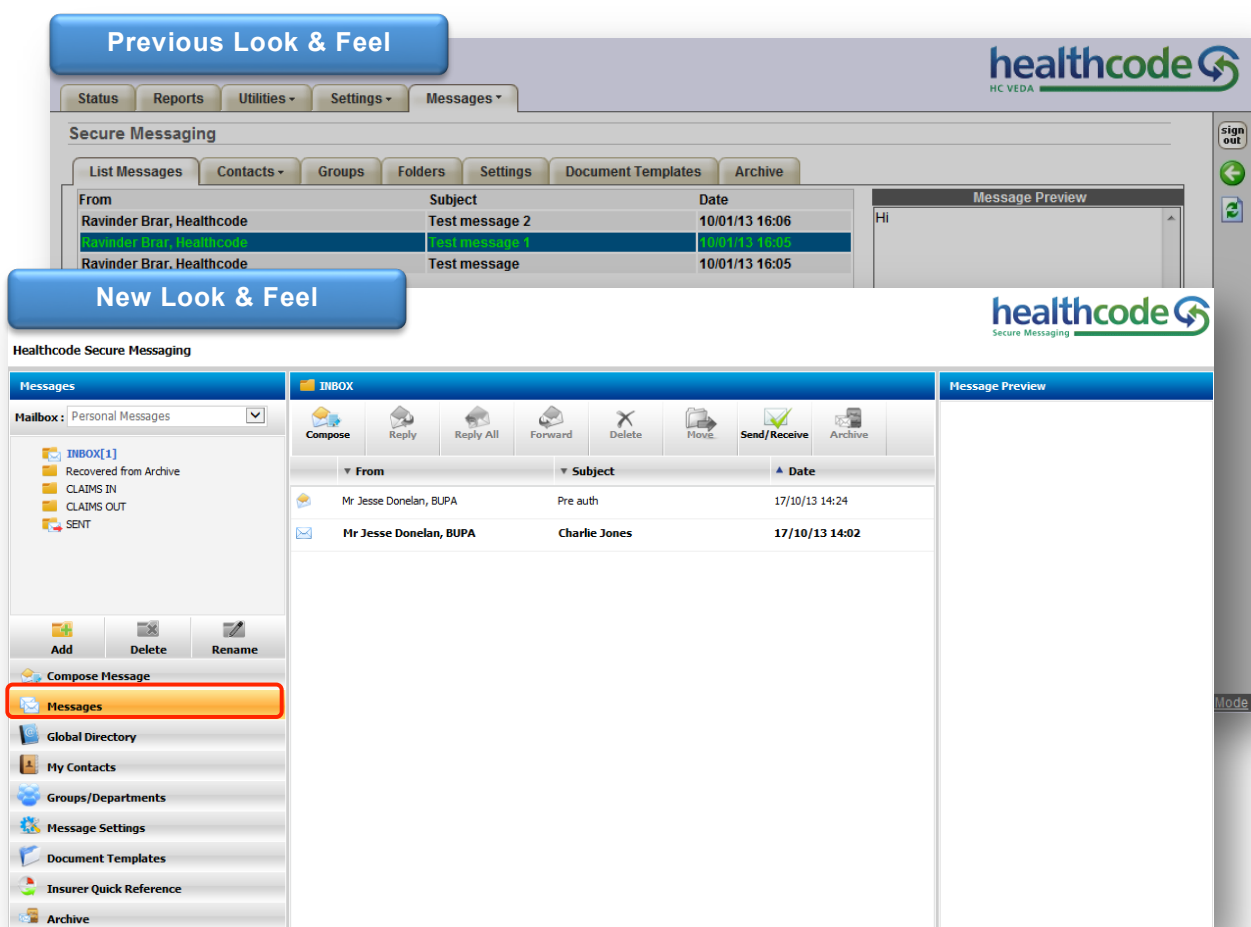 Previous Look & Feel
healthcode
HC VEDA
Status Reports Utilities Settings Messages
Secure Messaging
sign out
List Messages Contacts Groups Folders Settings Document Templates Archive
From Subject Date Message Preview
Ravinder Brar, Healthcode Test message 2 10/01/13 16:06 Hi
Ravinder Brar, Healthcode Test message 1 10/01/13 16:05
Ravinder Brar, Healthcode Test message 10/01/13 16:05
New Look & Feel
healthcode
Secure Messaging
Healthcode Secure Messaging
Messages INBOX Message Preview
Mailbox : Personal Messages
Compose Reply Reply All Forward Delete Move Send/Receive Archive
INBOX[1]
Recovered from Archive
CLAIMS IN
CLAIMS OUT
SENT
From Subject Date
Mr Jesse Donelan, BUPA Pre auth 17/10/13 14:24
Mr Jesse Donelan, BUPA Charlie Jones 17/10/13 14:02
Add Delete Rename
Compose Message
Messages
Mode
Global Directory
My Contacts
Groups/Departments
Message Settings
Document Templates
Insurer Quick Reference
Archive